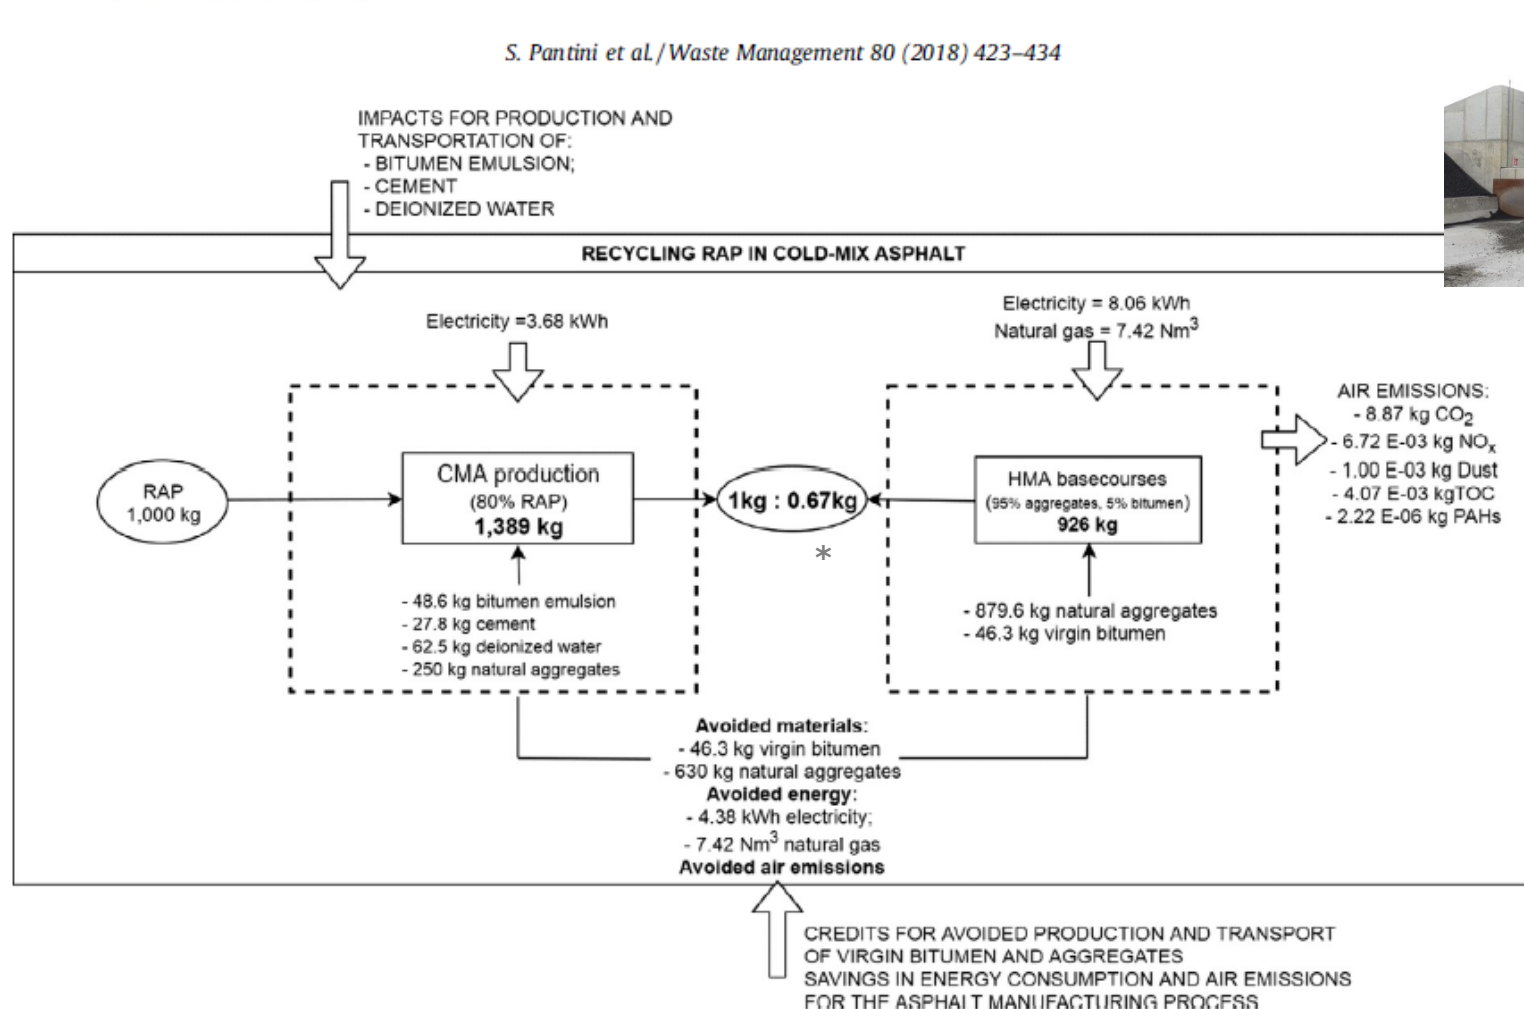 S. Pantini et al. / Waste Management 80 (2018) 423–434
IMPACTS FOR PRODUCTION AND
TRANSPORTATION OF:
- BITUMEN EMULSION;
- CEMENT
- DEIONIZED WATER
RECYCLING RAP IN COLD-MIX ASPHALT
Electricity =3.68 kWh
Electricity = 8.06 kWh
Natural gas = 7.42 Nm3
RAP
1,000 kg
CMA production
(80% RAP)
1,389 kg
1kg : 0.67kg
*
HMA basecourses
(95% aggregates, 5% bitumen)
926 kg
AIR EMISSIONS:
- 8.87 kg CO2
- 6.72 E-03 kg NOx
- 1.00 E-03 kg Dust
- 4.07 E-03 kgTOC
- 2.22 E-06 kg PAHs
- 48.6 kg bitumen emulsion
- 27.8 kg cement
- 62.5 kg deionized water
- 250 kg natural aggregates
- 879.6 kg natural aggregates
- 46.3 kg virgin bitumen
Avoided materials:
- 46.3 kg virgin bitumen
- 630 kg natural aggregates
Avoided energy:
- 4.38 kWh electricity;
- 7.42 Nm3 natural gas
Avoided air emissions
CREDITS FOR AVOIDED PRODUCTION AND TRANSPORT
OF VIRGIN BITUMEN AND AGGREGATES
SAVINGS IN ENERGY CONSUMPTION AND AIR EMISSIONS
FOR THE ASPHALT MANUFACTURING PROCESS